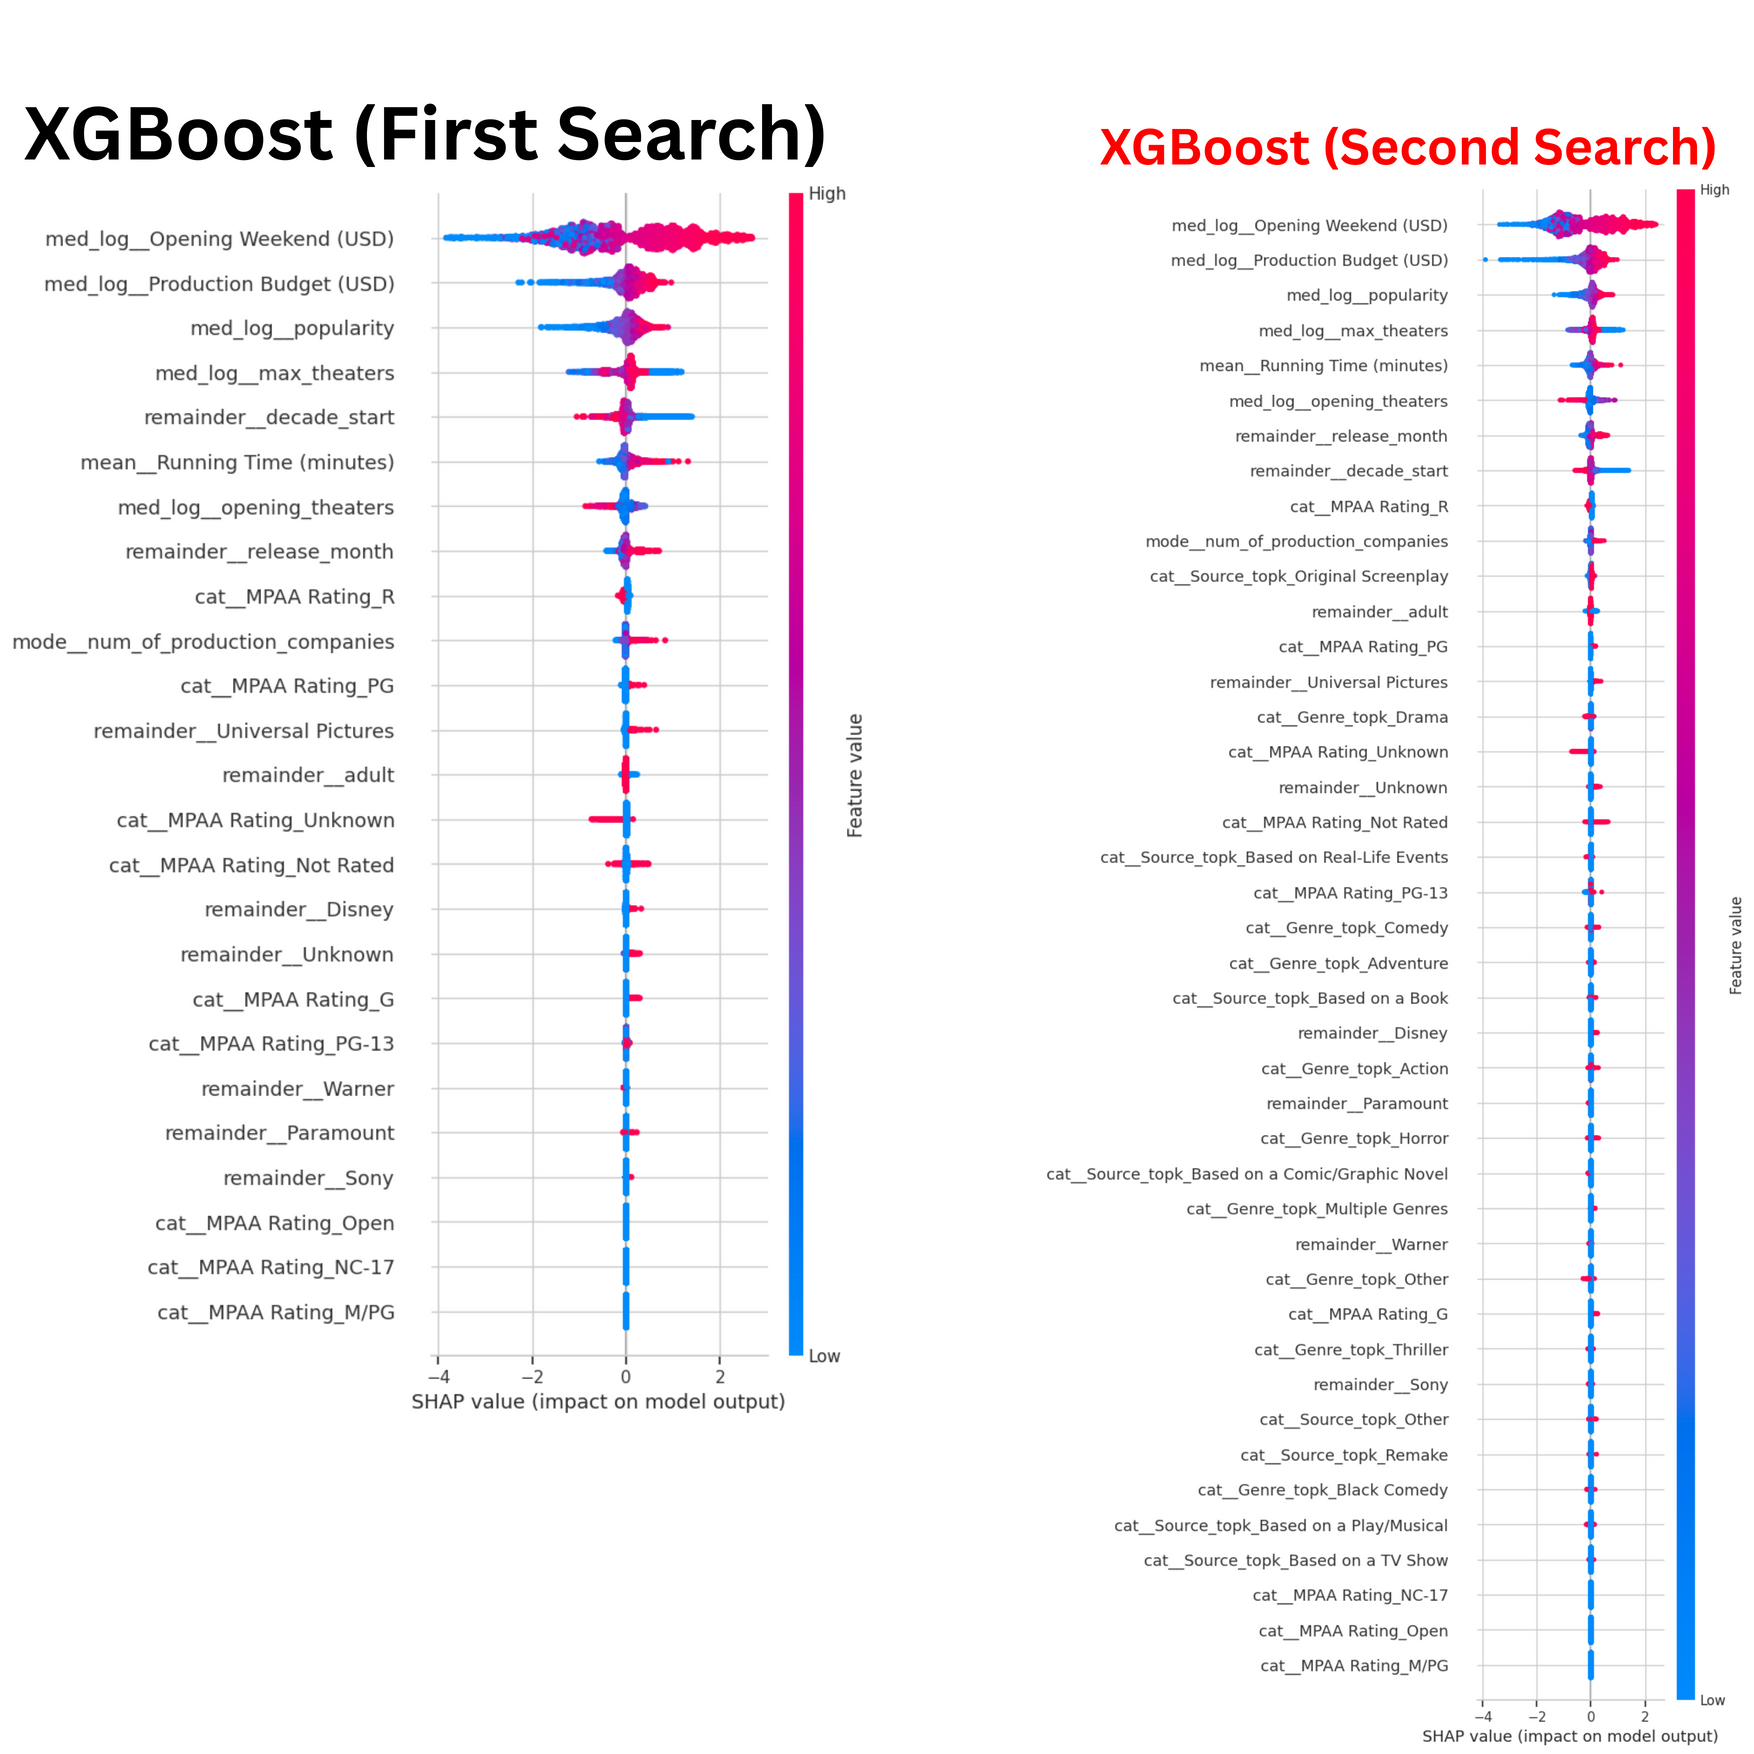 XGBoost (First Search)
High
med_log__Opening Weekend (USD)
med_log__Production Budget (USD)
med_log__popularity
med_log__max_theaters
remainder__decade_start
mean__Running Time (minutes)
med_log__opening_theaters
remainder__release_month
cat__MPAA Rating_R
mode__num_of_production_companies
cat__MPAA Rating_PG
remainder__Universal Pictures
remainder__adult
cat__MPAA Rating_Unknown
cat__MPAA Rating_Not Rated
remainder__Disney
remainder__Unknown
cat__MPAA Rating_G
cat__MPAA Rating_PG-13
remainder__Warner
remainder__Paramount
remainder__Sony
cat__MPAA Rating_Open
cat__MPAA Rating_NC-17
cat__MPAA Rating_M/PG
Feature value
Low
−4 −2 0 2
SHAP value (impact on model output)
XGBoost (Second Search)
High
med_log__Opening Weekend (USD)
med_log__Production Budget (USD)
med_log__popularity
med_log__max_theaters
mean__Running Time (minutes)
med_log__opening_theaters
remainder__release_month
remainder__decade_start
cat__MPAA Rating_R
mode__num_of_production_companies
cat__Source_topk_Original Screenplay
remainder__adult
cat__MPAA Rating_PG
remainder__Universal Pictures
cat__Genre_topk_Drama
cat__MPAA Rating_Unknown
remainder__Unknown
cat__MPAA Rating_Not Rated
cat__Source_topk_Based on Real-Life Events
cat__MPAA Rating_PG-13
cat__Genre_topk_Comedy
cat__Genre_topk_Adventure
cat__Source_topk_Based on a Book
remainder__Disney
cat__Genre_topk_Action
remainder__Paramount
cat__Genre_topk_Horror
cat__Source_topk_Based on a Comic/Graphic Novel
cat__Genre_topk_Multiple Genres
remainder__Warner
cat__Genre_topk_Other
cat__MPAA Rating_G
cat__Genre_topk_Thriller
remainder__Sony
cat__Source_topk_Other
cat__Source_topk_Remake
cat__Genre_topk_Black Comedy
cat__Source_topk_Based on a Play/Musical
cat__Source_topk_Based on a TV Show
cat__MPAA Rating_NC-17
cat__MPAA Rating_Open
cat__MPAA Rating_M/PG
Feature value
Low
−4 −2 0 2
SHAP value (impact on model output)